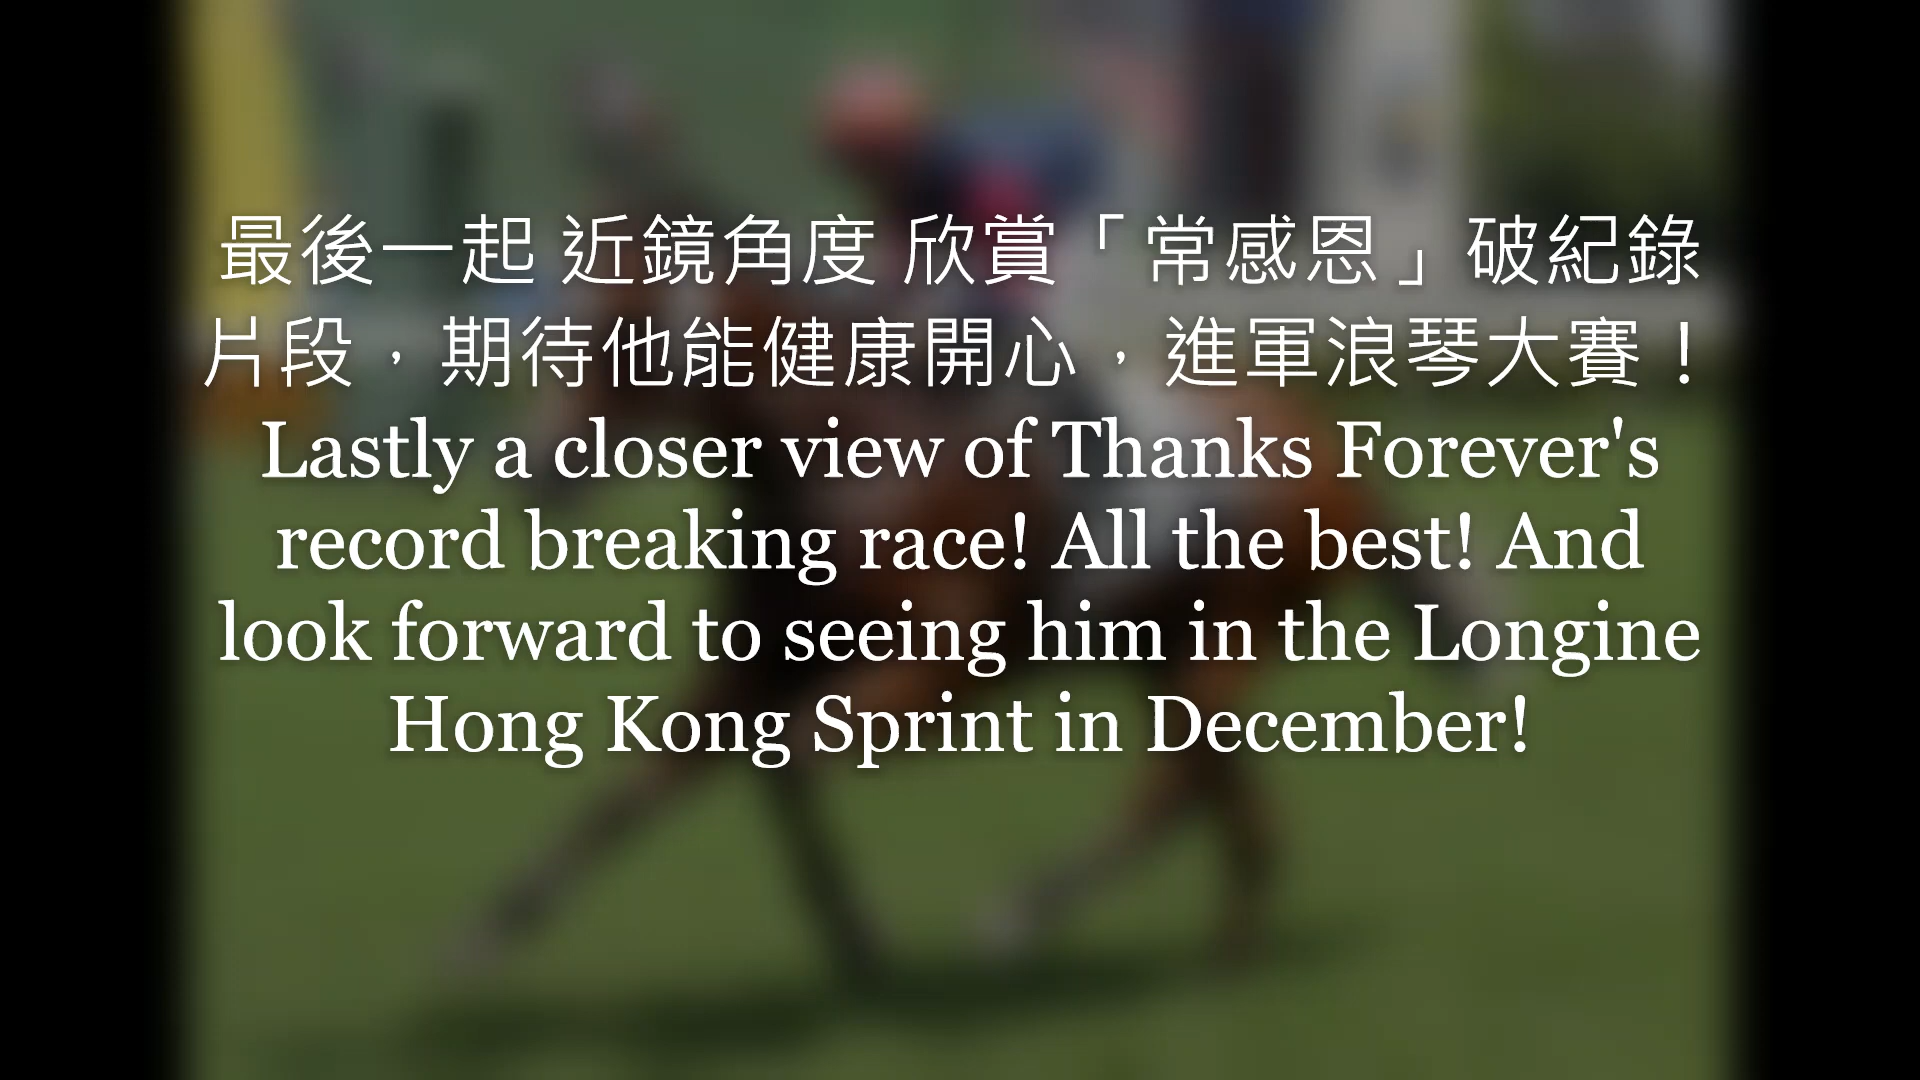 最後一起 近鏡角度 欣賞「常感恩」破紀錄
片段，期待他能健康開心，進軍浪琴大賽！
Lastly a closer view of Thanks Forever's
record breaking race! All the best! And
look forward to seeing him in the Longine
Hong Kong Sprint in December!